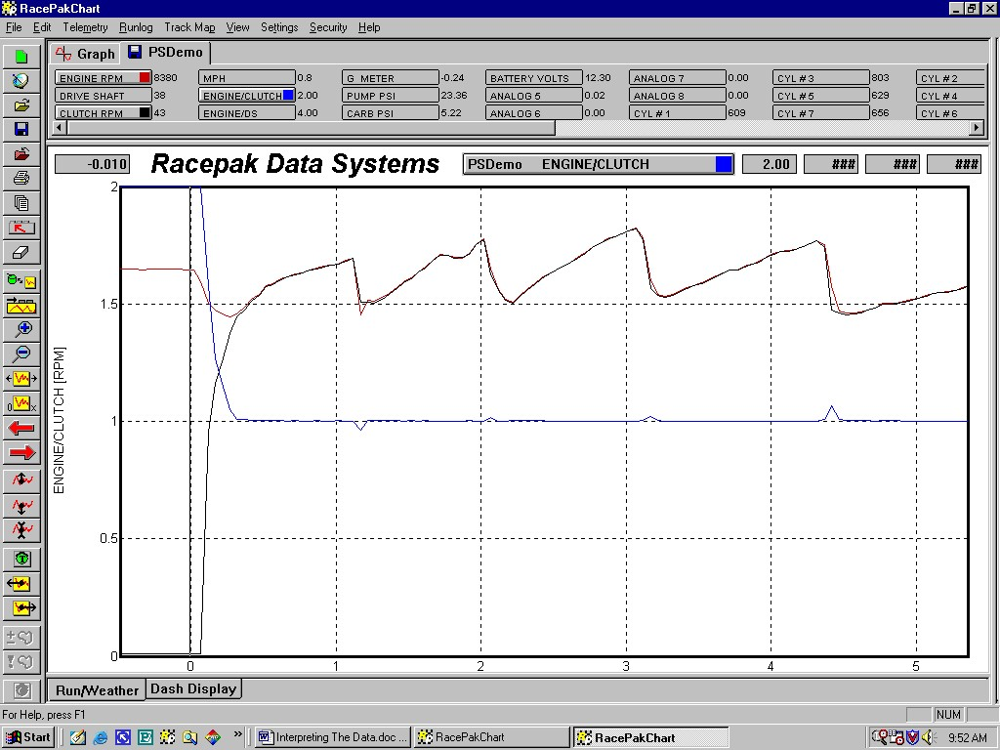 RacePakChart
File Edit Telemetry Runlog Track Map View Settings Security Help
Graph PSDemo
ENGINE RPM 8380 MPH 0.8 G METER -0.24 BATTERY VOLTS 12.30 ANALOG 7 0.00 CYL #3 803 CYL #2
DRIVE SHAFT 38 ENGINE/CLUTCH 2.00 PUMP PSI 23.36 ANALOG 5 0.02 ANALOG 8 0.00 CYL #5 629 CYL #4
CLUTCH RPM 43 ENGINE/DS 4.00 CARB PSI 5.22 ANALOG 6 0.00 CYL #1 609 CYL #7 656 CYL #6
-0.010 Racepak Data Systems PSDemo ENGINE/CLUTCH 2.00 ### ### ###
2
1.5
1
0.5
0
ENGINE/CLUTCH [RPM]
0 1 2 3 4 5
Run/Weather Dash Display
For Help, press F1 NUM
Start Interpreting The Data.doc ... RacePakChart RacePakChart 9:52 AM